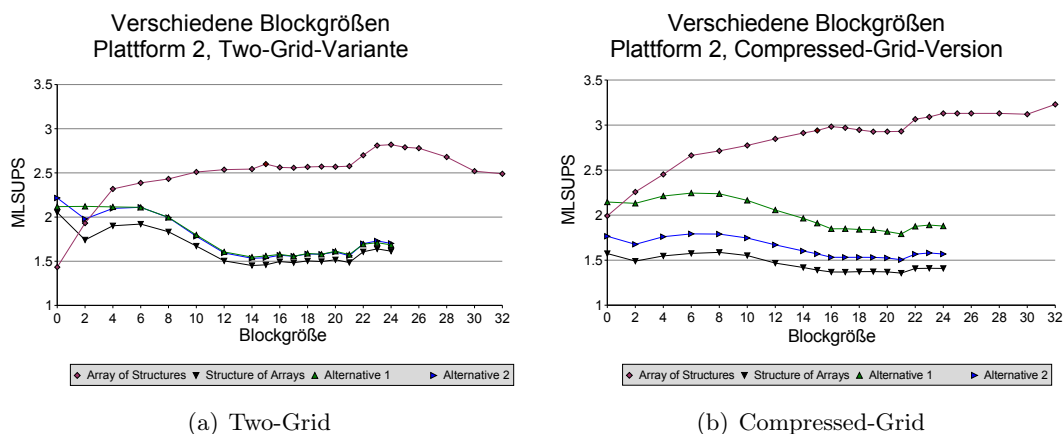 Verschiedene Blockgrößen
Plattform 2, Two-Grid-Variante
3.5
3
2.5
2
1.5
1
MLSUPS
0 2 4 6 8 10 12 14 16 18 20 22 24 26 28 30 32
Blockgröße
Array of Structures Structure of Arrays Alternative 1 Alternative 2
(a) Two-Grid
Verschiedene Blockgrößen
Plattform 2, Compressed-Grid-Version
3.5
3
2.5
2
1.5
1
MLSUPS
0 2 4 6 8 10 12 14 16 18 20 22 24 26 28 30 32
Blockgröße
Array of Structures Structure of Arrays Alternative 1 Alternative 2
(b) Compressed-Grid